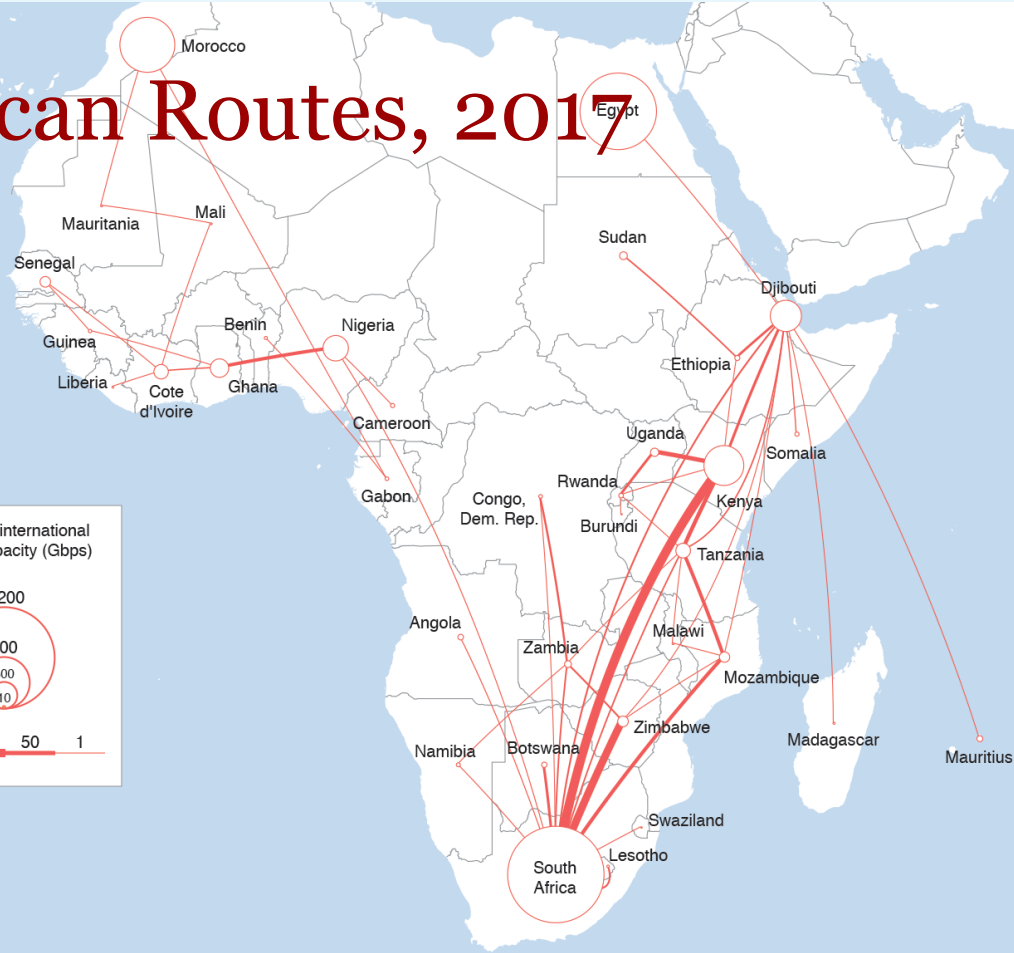 Morocco
can Routes, 2017
Egypt
Mauritania
Mali
Sudan
Senegal
Djibouti
Benin
Nigeria
Guinea
Ethiopia
Liberia
Cote
d'Ivoire
Ghana
Cameroon
Uganda
Somalia
Rwanda
Gabon
Congo,
Dem. Rep.
Kenya
Burundi
international
pacity (Gbps)
Tanzania
200
Angola
Malawi
Zambia
00
Mozambique
00
10
Zimbabwe
50 1
Namibia
Botswana
Madagascar
Mauritius
Swaziland
Lesotho
South
Africa